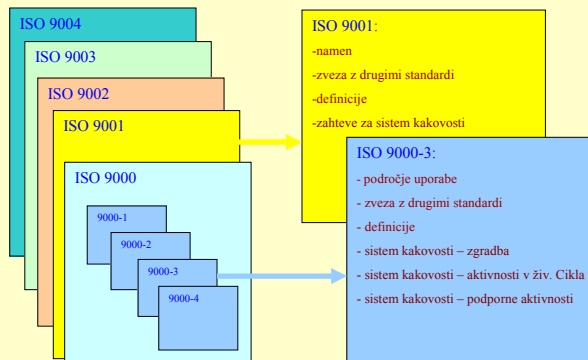 ISO 9004
ISO 9003
ISO 9002
ISO 9001
ISO 9000
9000-1
9000-2
9000-3
9000-4
ISO 9001:
-namen
-zveza z drugimi standardi
-definicije
-zahteve za sistem kakovosti
ISO 9000-3:
- področje uporabe
- zveza z drugimi standardi
- definicije
- sistem kakovosti – zgradba
- sistem kakovosti – aktivnosti v živ. Cikla
- sistem kakovosti – podporne aktivnosti